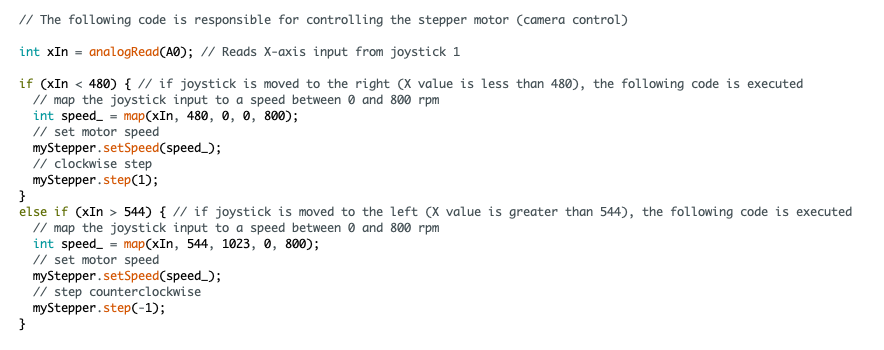 // The following code is responsible for controlling the stepper motor (camera control)
int xIn = analogRead(A0); // Reads X-axis input from joystick 1
if (xIn < 480) { // if joystick is moved to the right (X value is less than 480), the following code is executed
// map the joystick input to a speed between 0 and 800 rpm
int speed_ = map(xIn, 480, 0, 0, 800);
// set motor speed
myStepper.setSpeed(speed_);
// clockwise step
myStepper.step(1);
}
else if (xIn > 544) { // if joystick is moved to the left (X value is greater than 544), the following code is executed
// map the joystick input to a speed between 0 and 800 rpm
int speed_ = map(xIn, 544, 1023, 0, 800);
// set motor speed
myStepper.setSpeed(speed_);
// step counterclockwise
myStepper.step(-1);
}